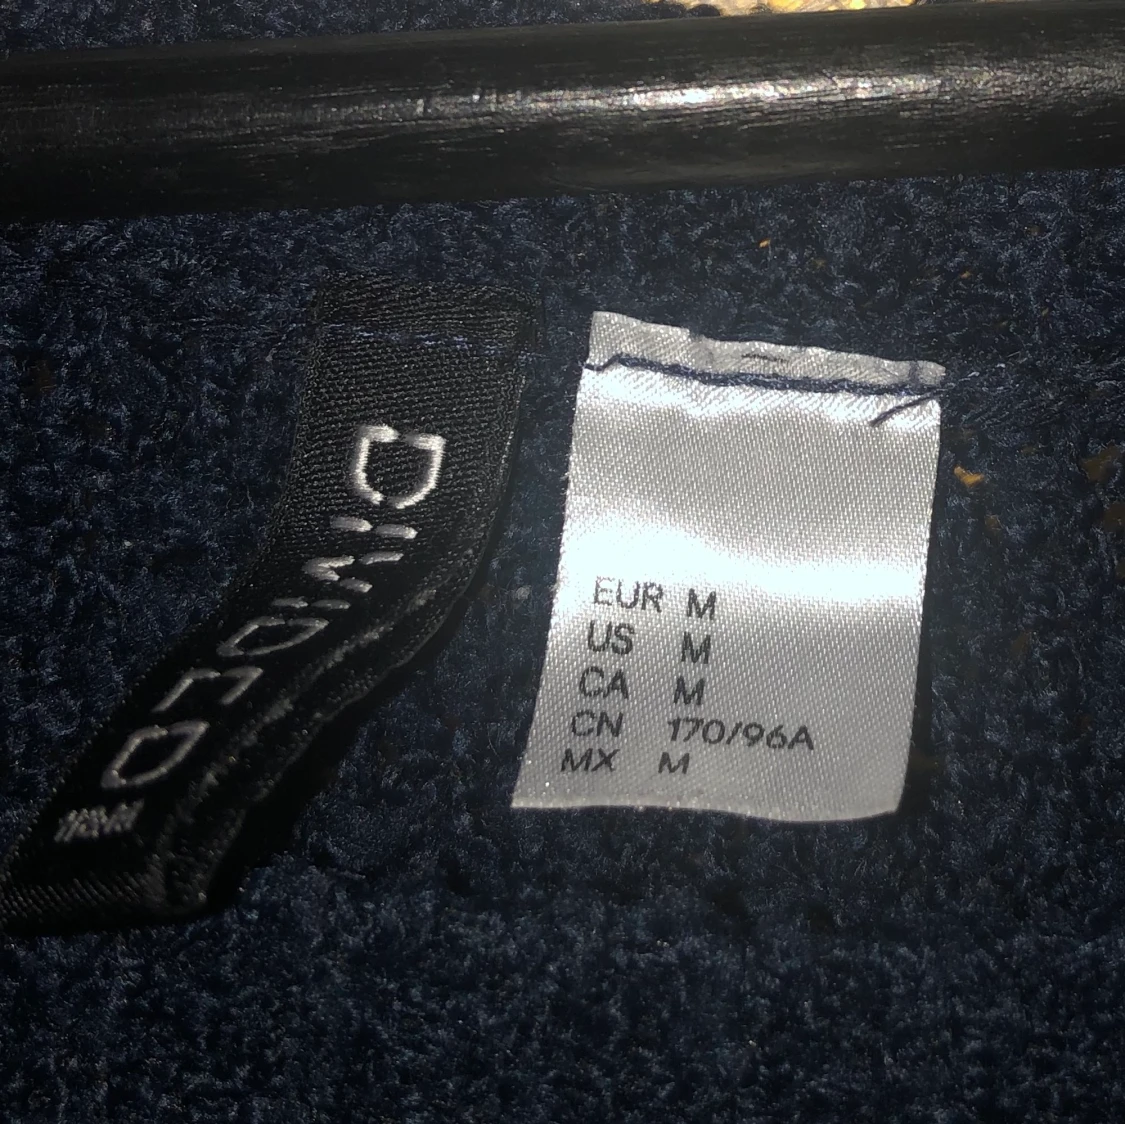 DIVIDED
H&M
EUR M
US M
CA M
CN 170/96A
MX M